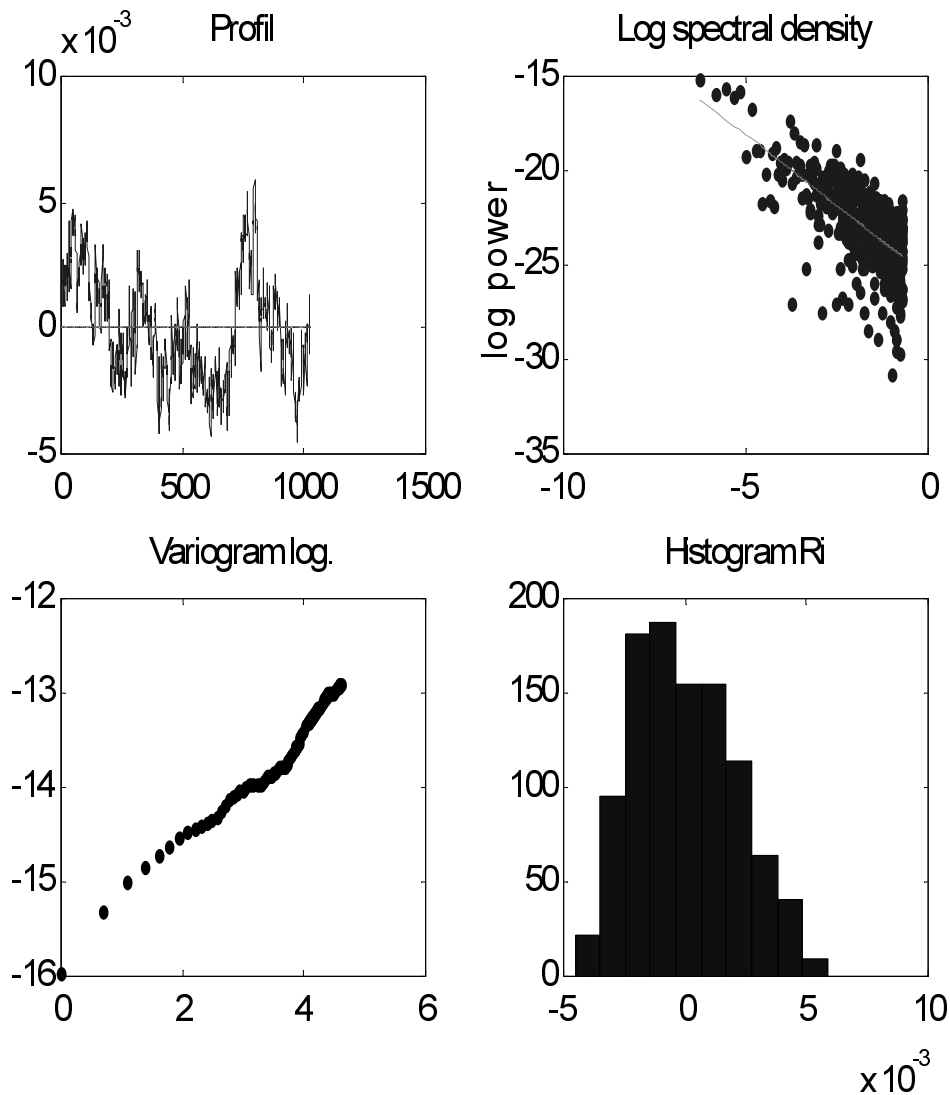 x 10^-3
Profil
Log spectral density
10
5
0
-5
0 500 1000 1500
-15
-20
-25
-30
-35
log power
-10 -5 0
Variogram log.
Hstogram Ri
-12
-13
-14
-15
-16
0 2 4 6
200
150
100
50
0
-5 0 5 10
x 10^-3